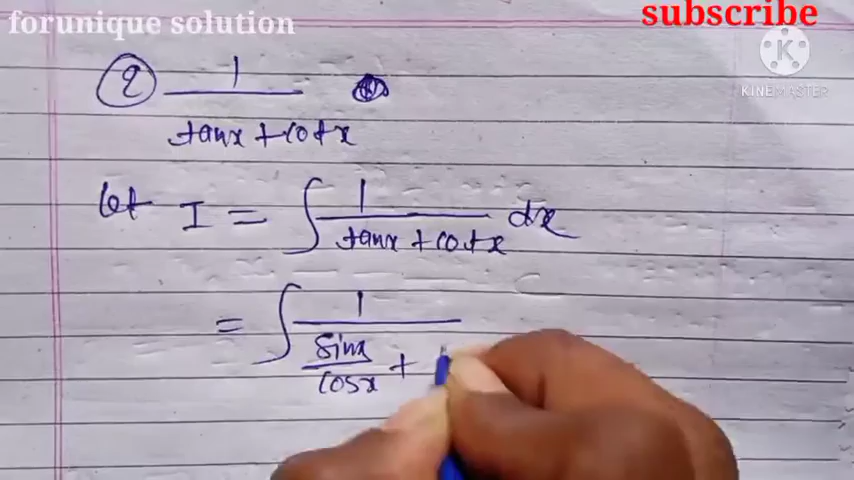 forunique solution
subscribe
K
KINEMASTER
② 1 / (tanx + cotx)
Let I = ∫ 1 / (tanx + cotx) dx
= ∫ 1 / (sinx / cosx +